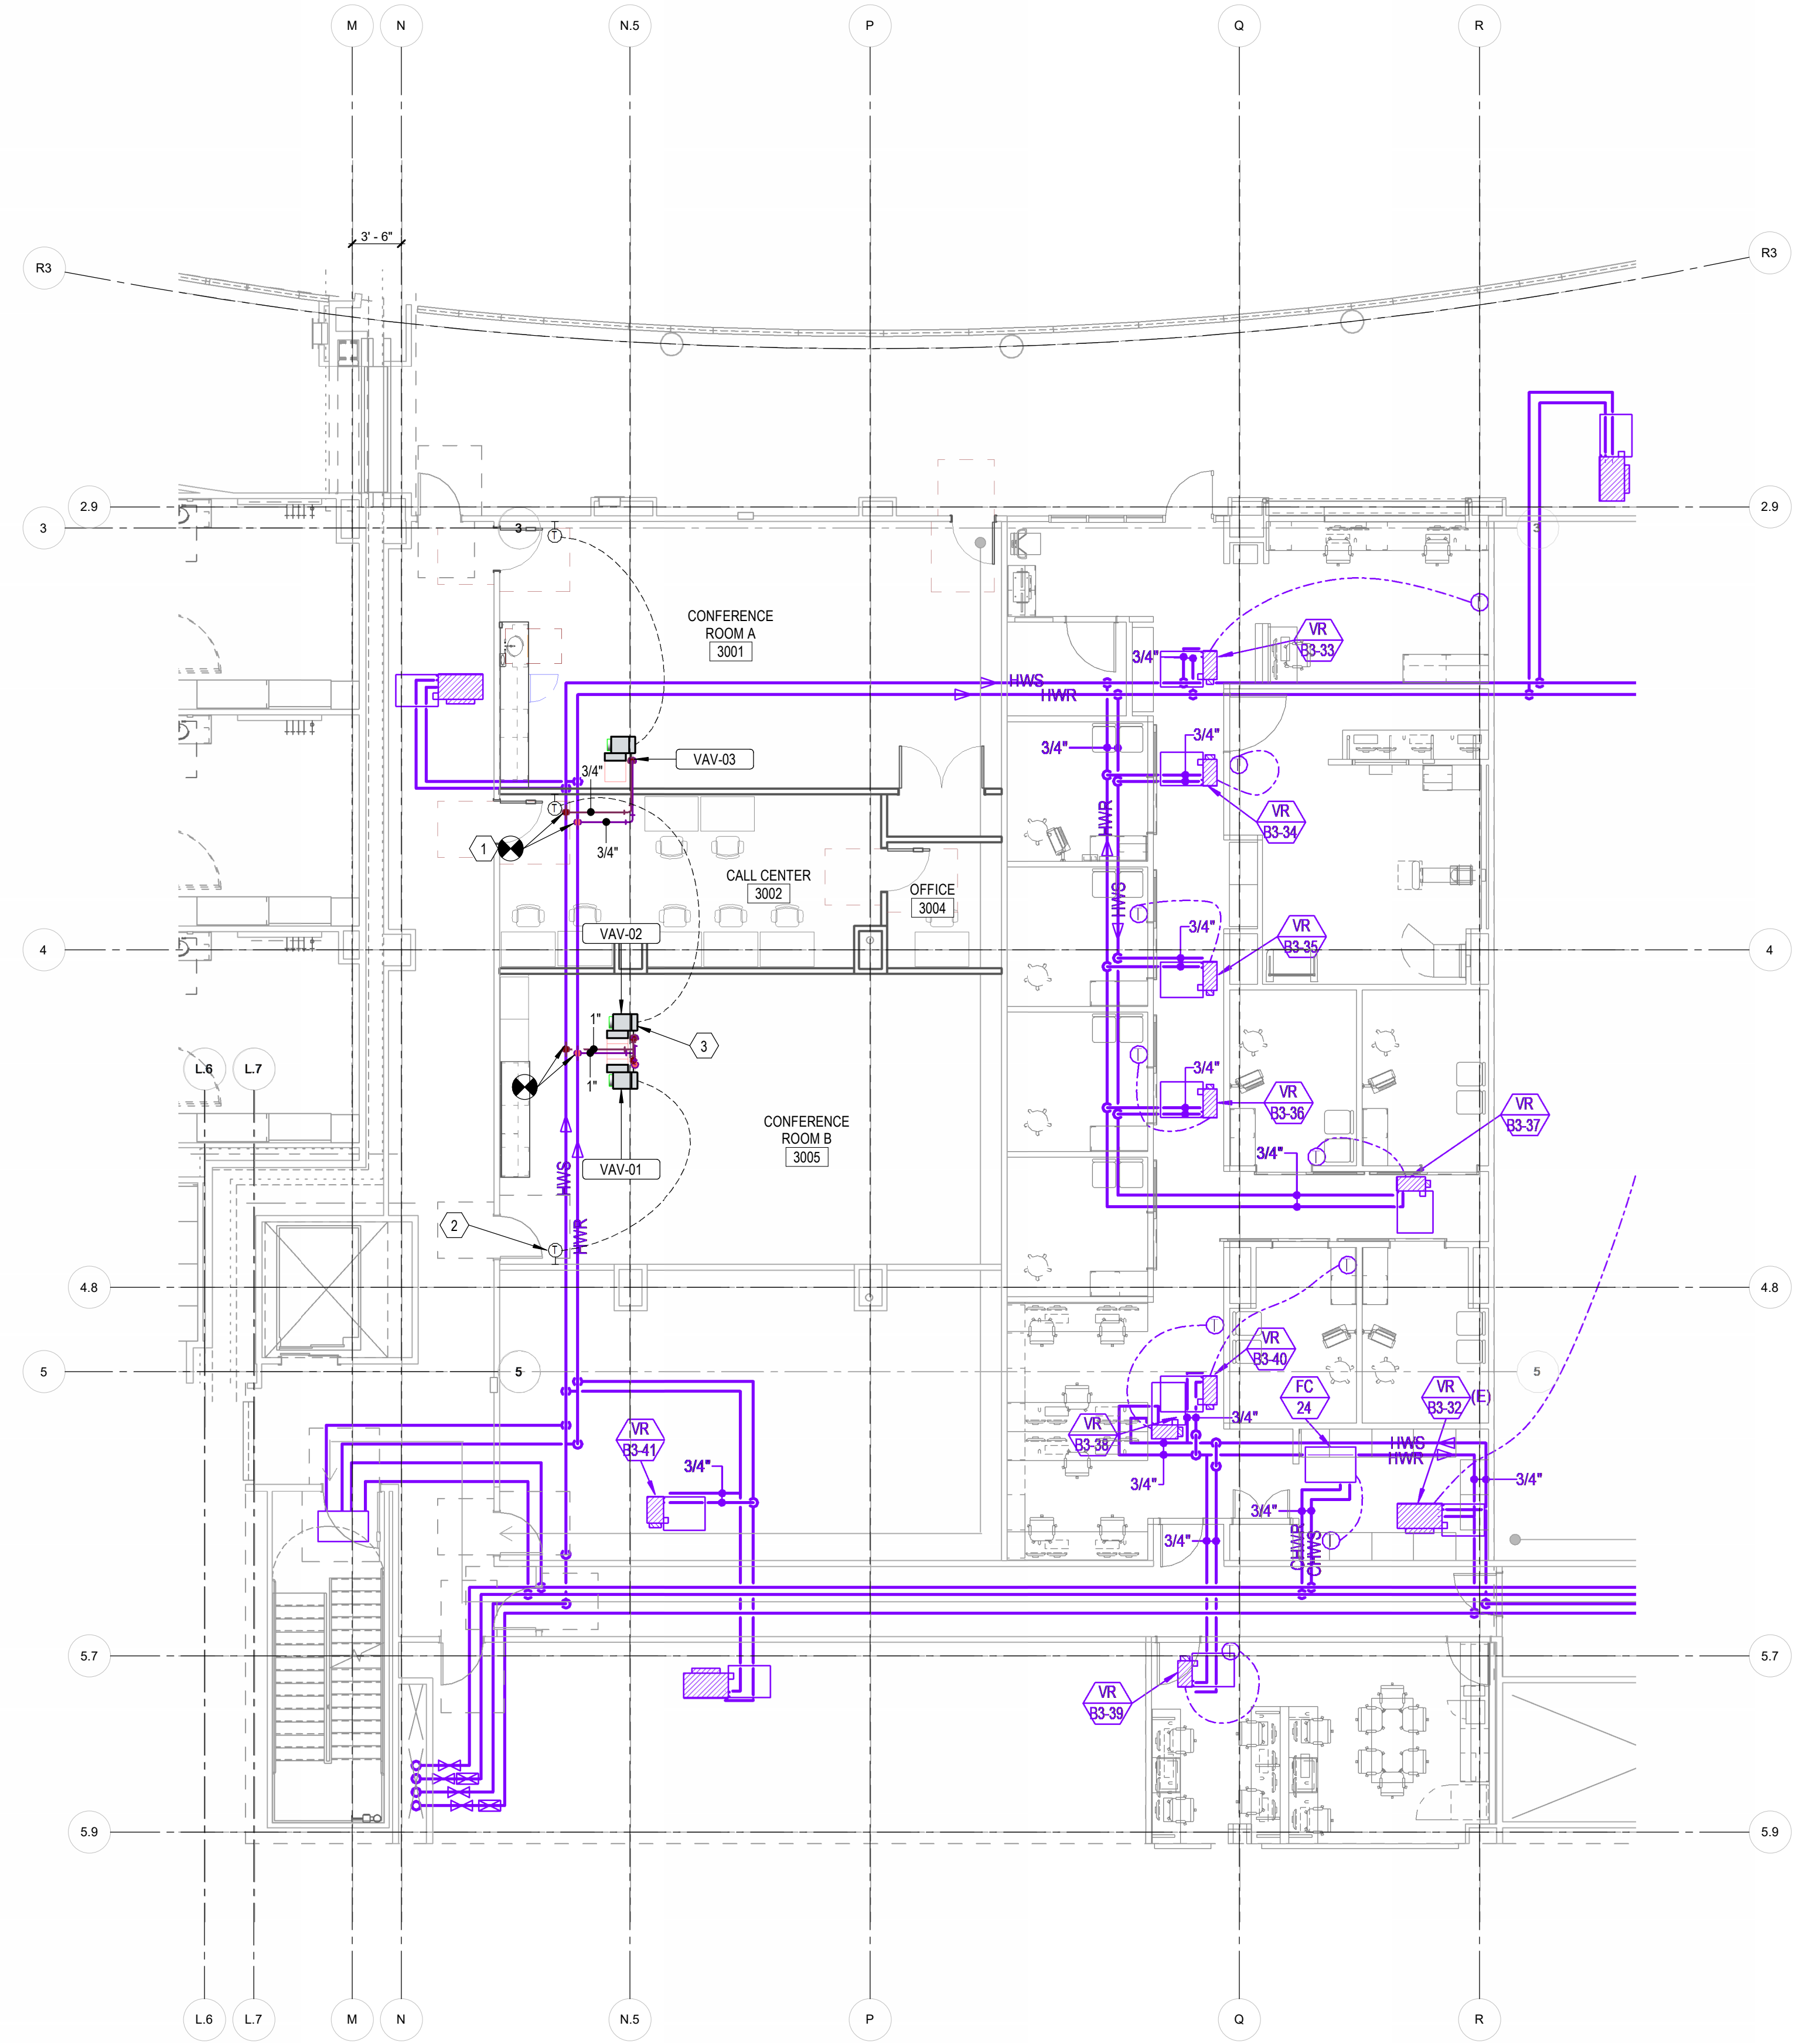 M N N.5 P Q R
3' - 6"
R3 R3
2.9 2.9
3 3 3
CONFERENCE
ROOM A
3001
VR
B3-33
3/4"
HWS
HWR
VAV-03
3/4"
3/4"
3/4"
3/4"
VR
B3-34
HWR
1
T
T
CALL CENTER
3002
OFFICE
3004
HWS
VAV-02
3/4"
VR
B3-35
4 4
1"
3
1"
L.6 L.7
3/4"
VR
B3-36
VR
B3-37
CONFERENCE
ROOM B
3005
VAV-01
3/4"
HWS
HWR
2
T
4.8 4.8
5 5 5
VR
B3-40
FC
24
VR
B3-32
(E)
VR
B3-41
3/4"
VR
B3-38
3/4"
3/4"
HWS
HWR
3/4"
3/4"
3/4"
CHWR
CHWS
5.7 5.7
VR
B3-39
5.9 5.9
L.6 L.7 M N N.5 P Q R